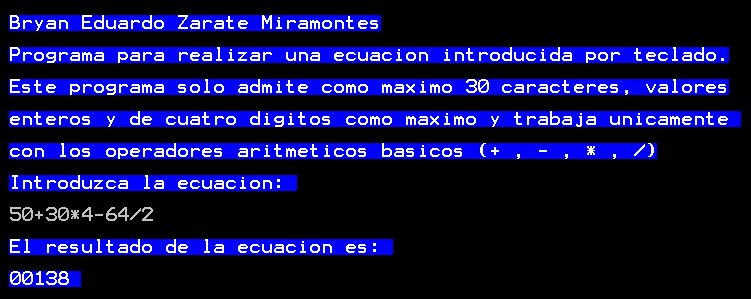 Bryan Eduardo Zarate Miramontes
Programa para realizar una ecuacion introducida por teclado.
Este programa solo admite como maximo 30 caracteres, valores
enteros y de cuatro digitos como maximo y trabaja unicamente
con los operadores aritmeticos basicos (+ , - , * , /)
Introduzca la ecuacion:
50+30*4-64/2
El resultado de la ecuacion es:
00138